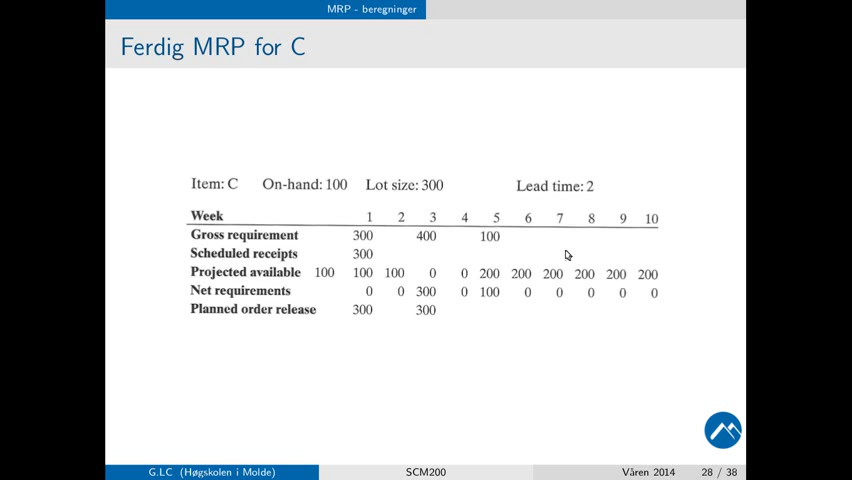 MRP - beregninger
Ferdig MRP for C
Item: C On-hand: 100 Lot size: 300 Lead time: 2
Week 1 2 3 4 5 6 7 8 9 10
Gross requirement 300 400 100
Scheduled receipts 300
Projected available 100 100 100 0 0 200 200 200 200 200 200
Net requirements 0 0 300 0 100 0 0 0 0 0
Planned order release 300 300
G.LC (Høgskolen i Molde) SCM200 Våren 2014 28 / 38